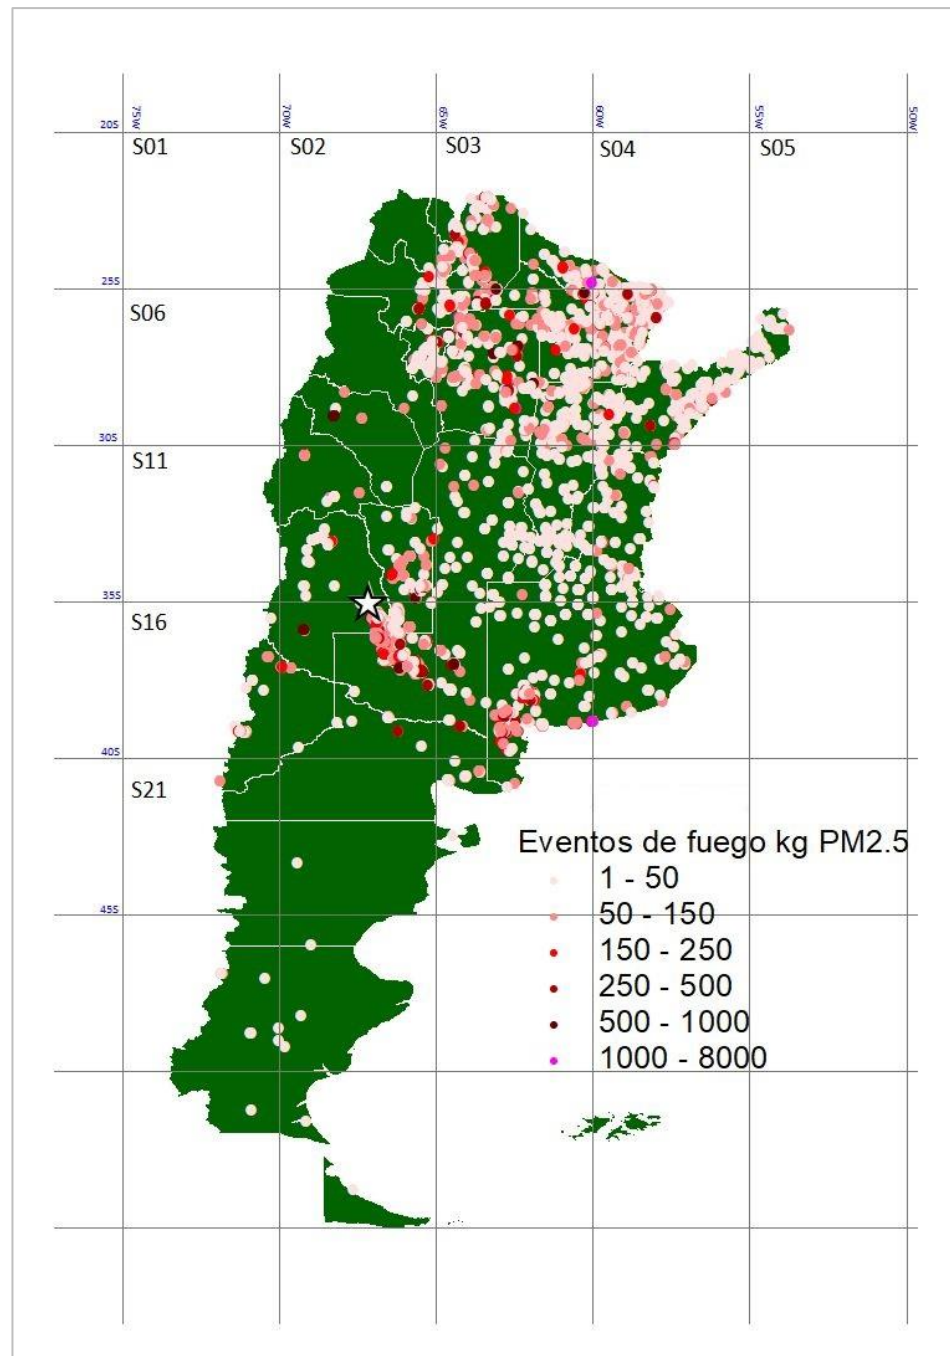 75W 70W 65W 60W 55W 50W
20S
S01 S02 S03 S04 S05
25S
S06
30S
S11
35S
S16
40S
S21
Eventos de fuego kg PM2.5
1 - 50
50 - 150
45S
150 - 250
250 - 500
500 - 1000
1000 - 8000